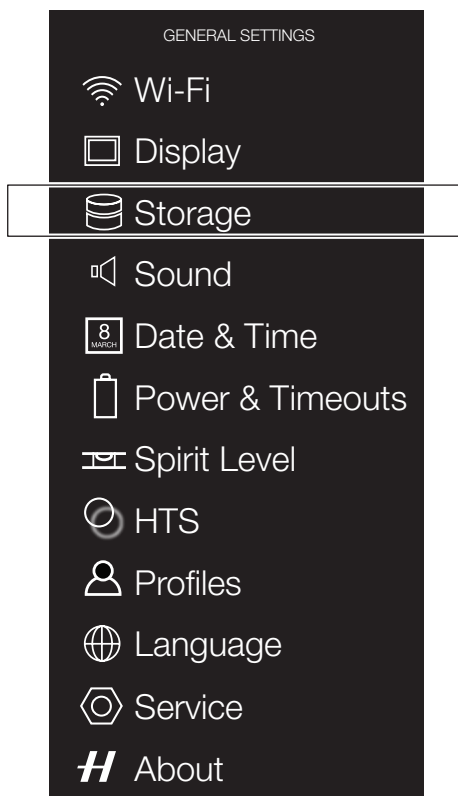 GENERAL SETTINGS
Wi-Fi
Display
Storage
Sound
8
MARCH
Date & Time
Power & Timeouts
Spirit Level
HTS
Profiles
Language
Service
H About